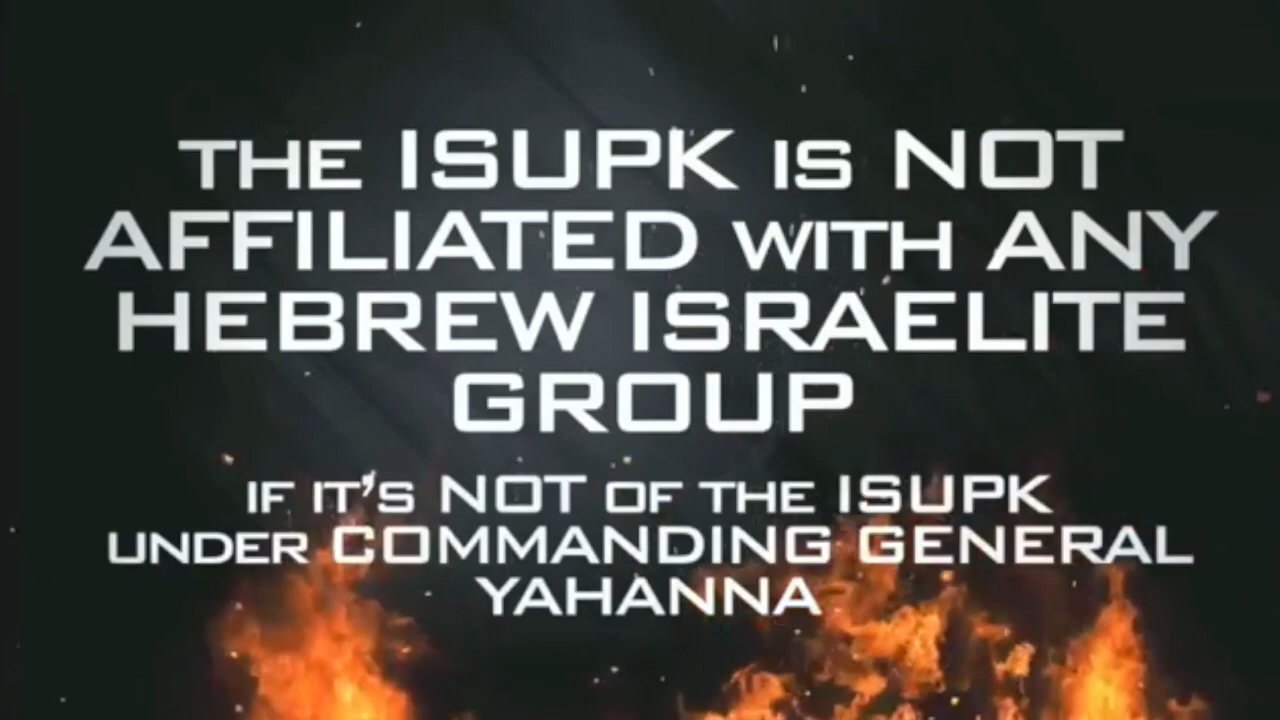 THE ISUPK IS NOT
AFFILIATED WITH ANY
HEBREW ISRAELITE
GROUP
IF IT'S NOT OF THE ISUPK
UNDER COMMANDING GENERAL
YAHANNA